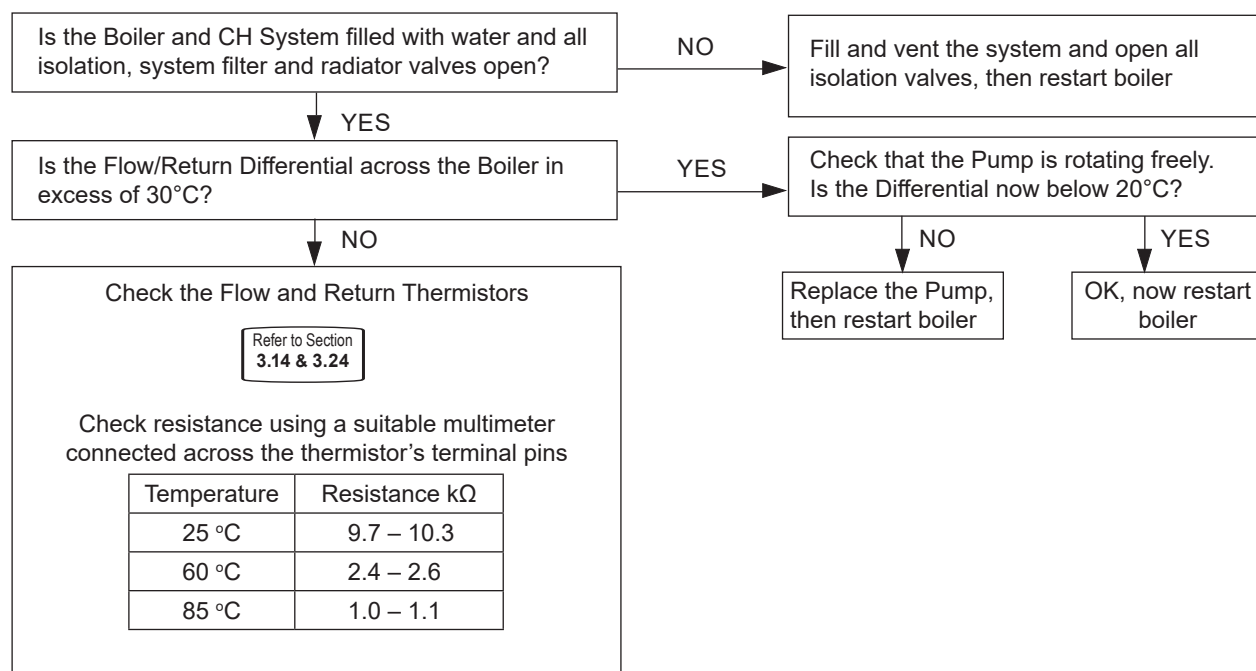 Is the Boiler and CH System filled with water and all
isolation, system filter and radiator valves open?
NO
Fill and vent the system and open all
isolation valves, then restart boiler
YES
Is the Flow/Return Differential across the Boiler in
excess of 30°C?
YES
Check that the Pump is rotating freely.
Is the Differential now below 20°C?
NO
NO
YES
Replace the Pump,
then restart boiler
OK, now restart
boiler
Check the Flow and Return Thermistors
Refer to Section
3.14 & 3.24
Check resistance using a suitable multimeter
connected across the thermistor's terminal pins
Temperature Resistance kΩ
25 °C 9.7 – 10.3
60 °C 2.4 – 2.6
85 °C 1.0 – 1.1